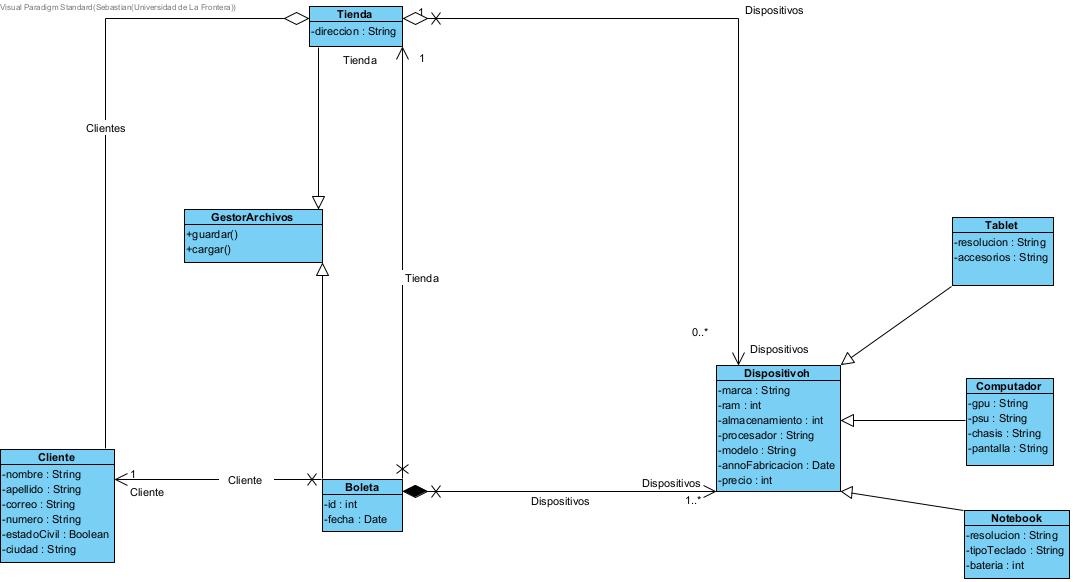 Visual Paradigm Standard(Sebastian(Universidad de La Frontera))
Tienda
-direccion : String
1
Dispositivos
Tienda
1
Clientes
GestorArchivos
+guardar()
+cargar()
Tienda
Tablet
-resolucion : String
-accesorios : String
0..*
Dispositivos
Dispositivoh
-marca : String
-ram : int
-almacenamiento : int
-procesador : String
-modelo : String
-annoFabricacion : Date
-precio : int
Computador
-gpu : String
-psu : String
-chasis : String
-pantalla : String
Cliente
-nombre : String
-apellido : String
-correo : String
-numero : String
-estadoCivil : Boolean
-ciudad : String
1
Cliente
Cliente
Boleta
-id : int
-fecha : Date
Dispositivos
Dispositivos
1..*
Notebook
-resolucion : String
-tipoTeclado : String
-bateria : int